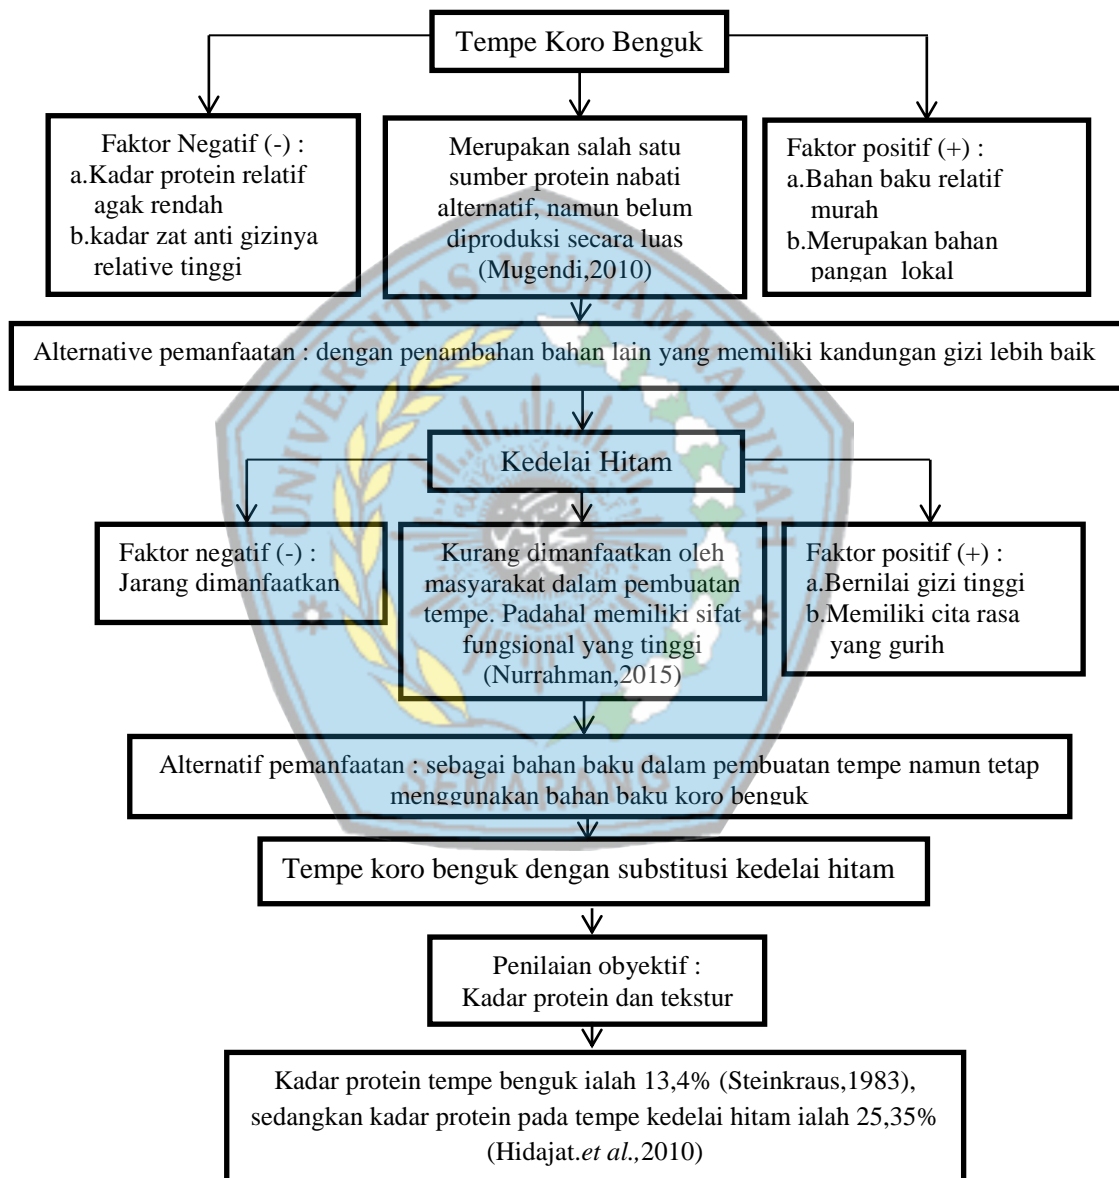 Tempe Koro Benguk
Faktor Negatif (-) :
a.Kadar protein relatif
agak rendah
b.kadar zat anti gizinya
relative tinggi
Merupakan salah satu
sumber protein nabati
alternatif, namun belum
diproduksi secara luas
(Mugendi,2010)
Faktor positif (+) :
a.Bahan baku relatif
murah
b.Merupakan bahan
pangan lokal
Alternative pemanfaatan : dengan penambahan bahan lain yang memiliki kandungan gizi lebih baik
Kedelai Hitam
Faktor negatif (-) :
Jarang dimanfaatkan
Kurang dimanfaatkan oleh
masyarakat dalam pembuatan
tempe. Padahal memiliki sifat
fungsional yang tinggi
(Nurrahman,2015)
Faktor positif (+) :
a.Bernilai gizi tinggi
b.Memiliki cita rasa
yang gurih
Alternatif pemanfaatan : sebagai bahan baku dalam pembuatan tempe namun tetap
menggunakan bahan baku koro benguk
Tempe koro benguk dengan substitusi kedelai hitam
Penilaian obyektif :
Kadar protein dan tekstur
Kadar protein tempe benguk ialah 13,4% (Steinkraus,1983),
sedangkan kadar protein pada tempe kedelai hitam ialah 25,35%
(Hidajat.et al.,2010)
UNIVERSITAS MUHAMMADIYAH
SEMARANG